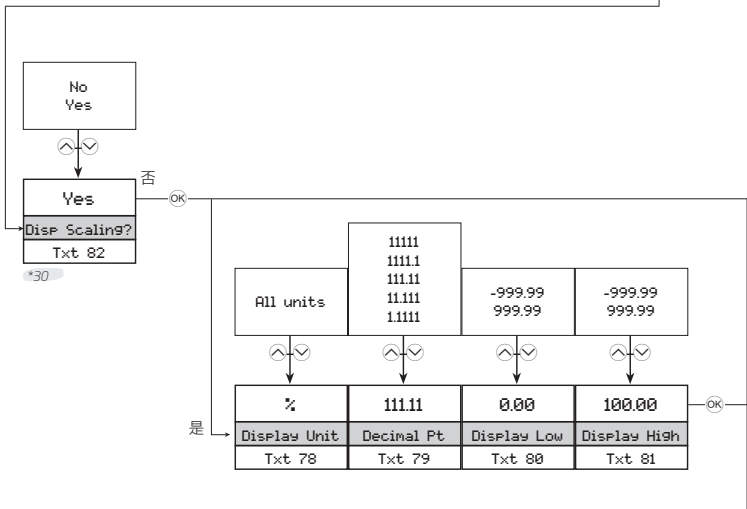 No
Yes
否
Yes
OK
Disp Scaling?
Txt 82
*30
All units
11111
1111.1
111.11
11.111
1.1111
-999.99
999.99
-999.99
999.99
是
%
111.11
0.00
100.00
OK
Display Unit
Decimal Pt
Display Low
Display High
Txt 78
Txt 79
Txt 80
Txt 81